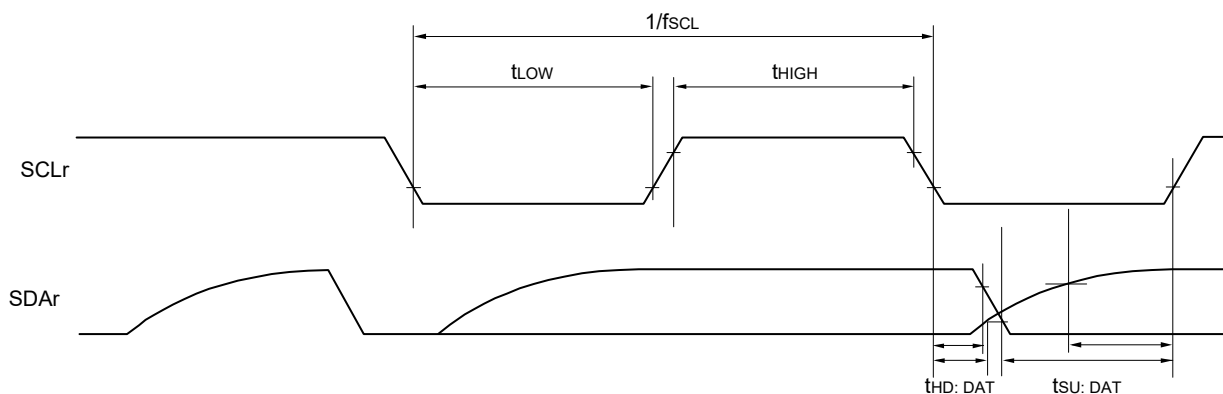 1/fSCL
tLOW
tHIGH
SCLr
SDAr
tHD: DAT
tSU: DAT